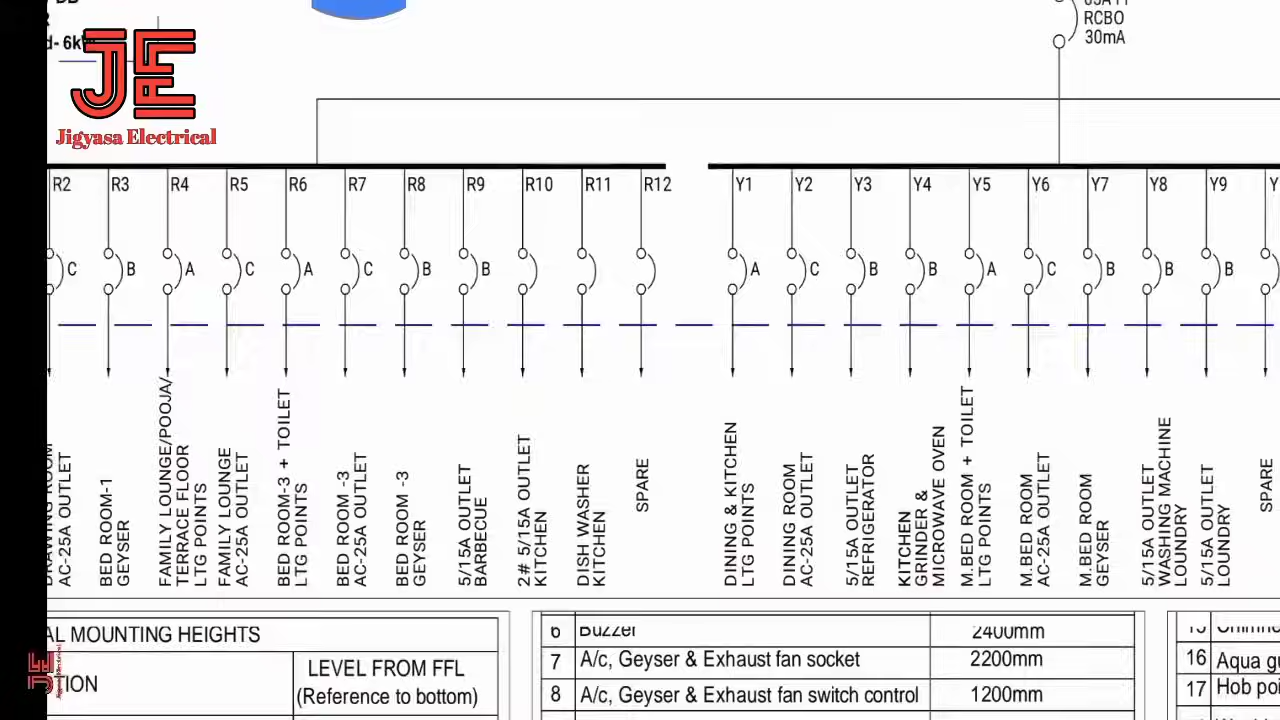 d- 6kW
JE
Jigyasa Electrical
RCBO
30mA
R2 R3 R4 R5 R6 R7 R8 R9 R10 R11 R12 Y1 Y2 Y3 Y4 Y5 Y6 Y7 Y8 Y9
C B A C A C B B A C B B A C B B B
DRAWING ROOM
AC-25A OUTLET
BED ROOM-1
GEYSER
FAMILY LOUNGE/POOJA/
TERRACE FLOOR
LTG POINTS
FAMILY LOUNGE
AC-25A OUTLET
BED ROOM-3 + TOILET
LTG POINTS
BED ROOM -3
AC-25A OUTLET
BED ROOM -3
GEYSER
5/15A OUTLET
BARBECUE
2# 5/15A OUTLET
KITCHEN
DISH WASHER
KITCHEN
SPARE
DINING & KITCHEN
LTG POINTS
DINING ROOM
AC-25A OUTLET
5/15A OUTLET
REFRIGERATOR
KITCHEN
GRINDER &
MICROWAVE OVEN
M.BED ROOM + TOILET
LTG POINTS
M.BED ROOM
AC-25A OUTLET
M.BED ROOM
GEYSER
5/15A OUTLET
WASHING MACHINE
LOUNDRY
5/15A OUTLET
LOUNDRY
SPARE
AL MOUNTING HEIGHTS
TION
LEVEL FROM FFL
(Reference to bottom)
6 Buzzer 2400mm
7 A/c, Geyser & Exhaust fan socket 2200mm
8 A/c, Geyser & Exhaust fan switch control 1200mm
16 Aqua
17 Hob